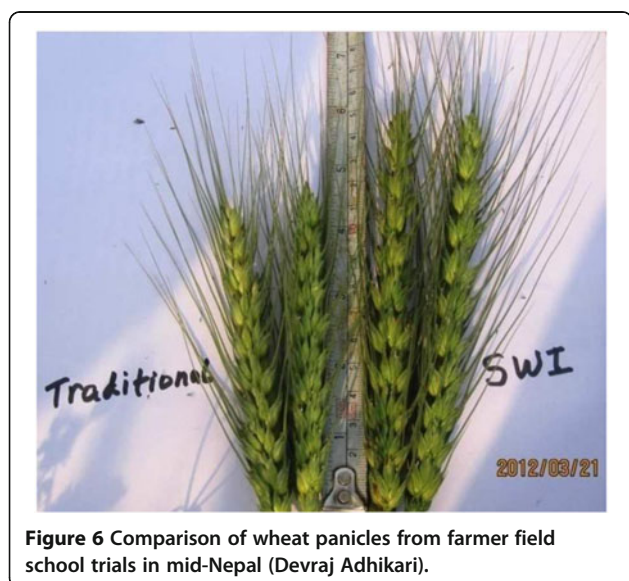 Traditional
SWI
2012/03/21
Figure 6 Comparison of wheat panicles from farmer field
school trials in mid-Nepal (Devraj Adhikari).